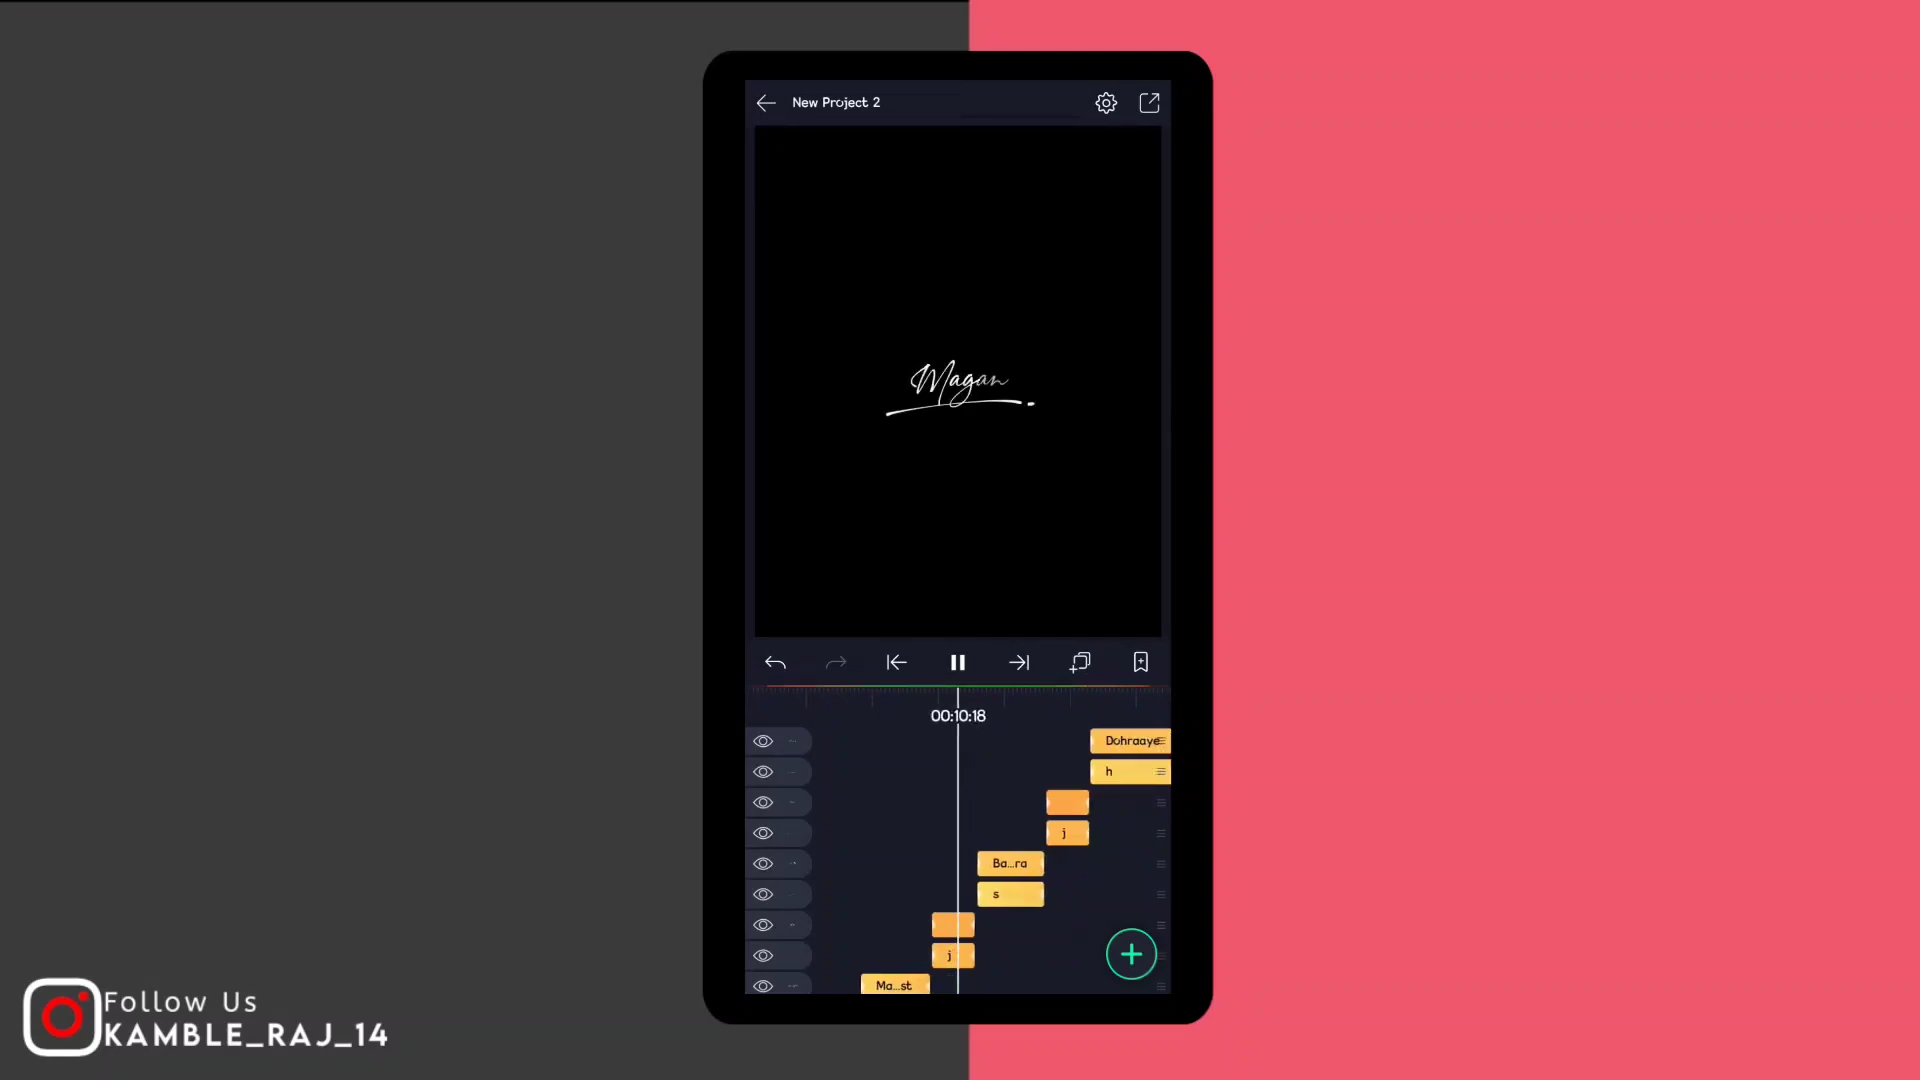 New Project 2
Magan
00:10:18
Dohraaye
h
j
Ba...ra
s
j
Ma...st
Follow Us
KAMBLE_RAJ_14